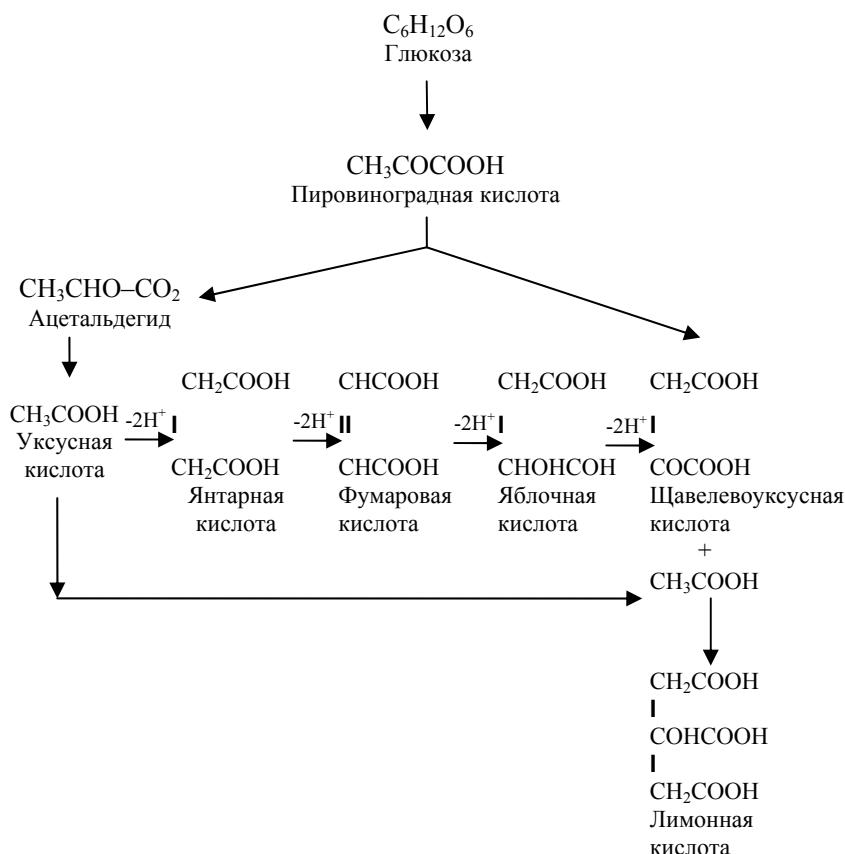 C₆H₁₂O₆
Глюкоза
CH₃COCOOH
Пировиноградная кислота
CH₃CHO–CO₂
Ацетальдегид
CH₂COOH CHCOOH CH₂COOH CH₂COOH
CH₃COOH -2H⁺ I -2H⁺ II -2H⁺ I -2H⁺ I
Уксусная
кислота
CH₂COOH CHCOOH CHOHCOH COCOOH
Янтарная Фумаровая Яблочная Щавелевоуксусная
кислота кислота кислота кислота
+
CH₃COOH
CH₂COOH
I
COHCOOH
I
CH₂COOH
Лимонная
кислота